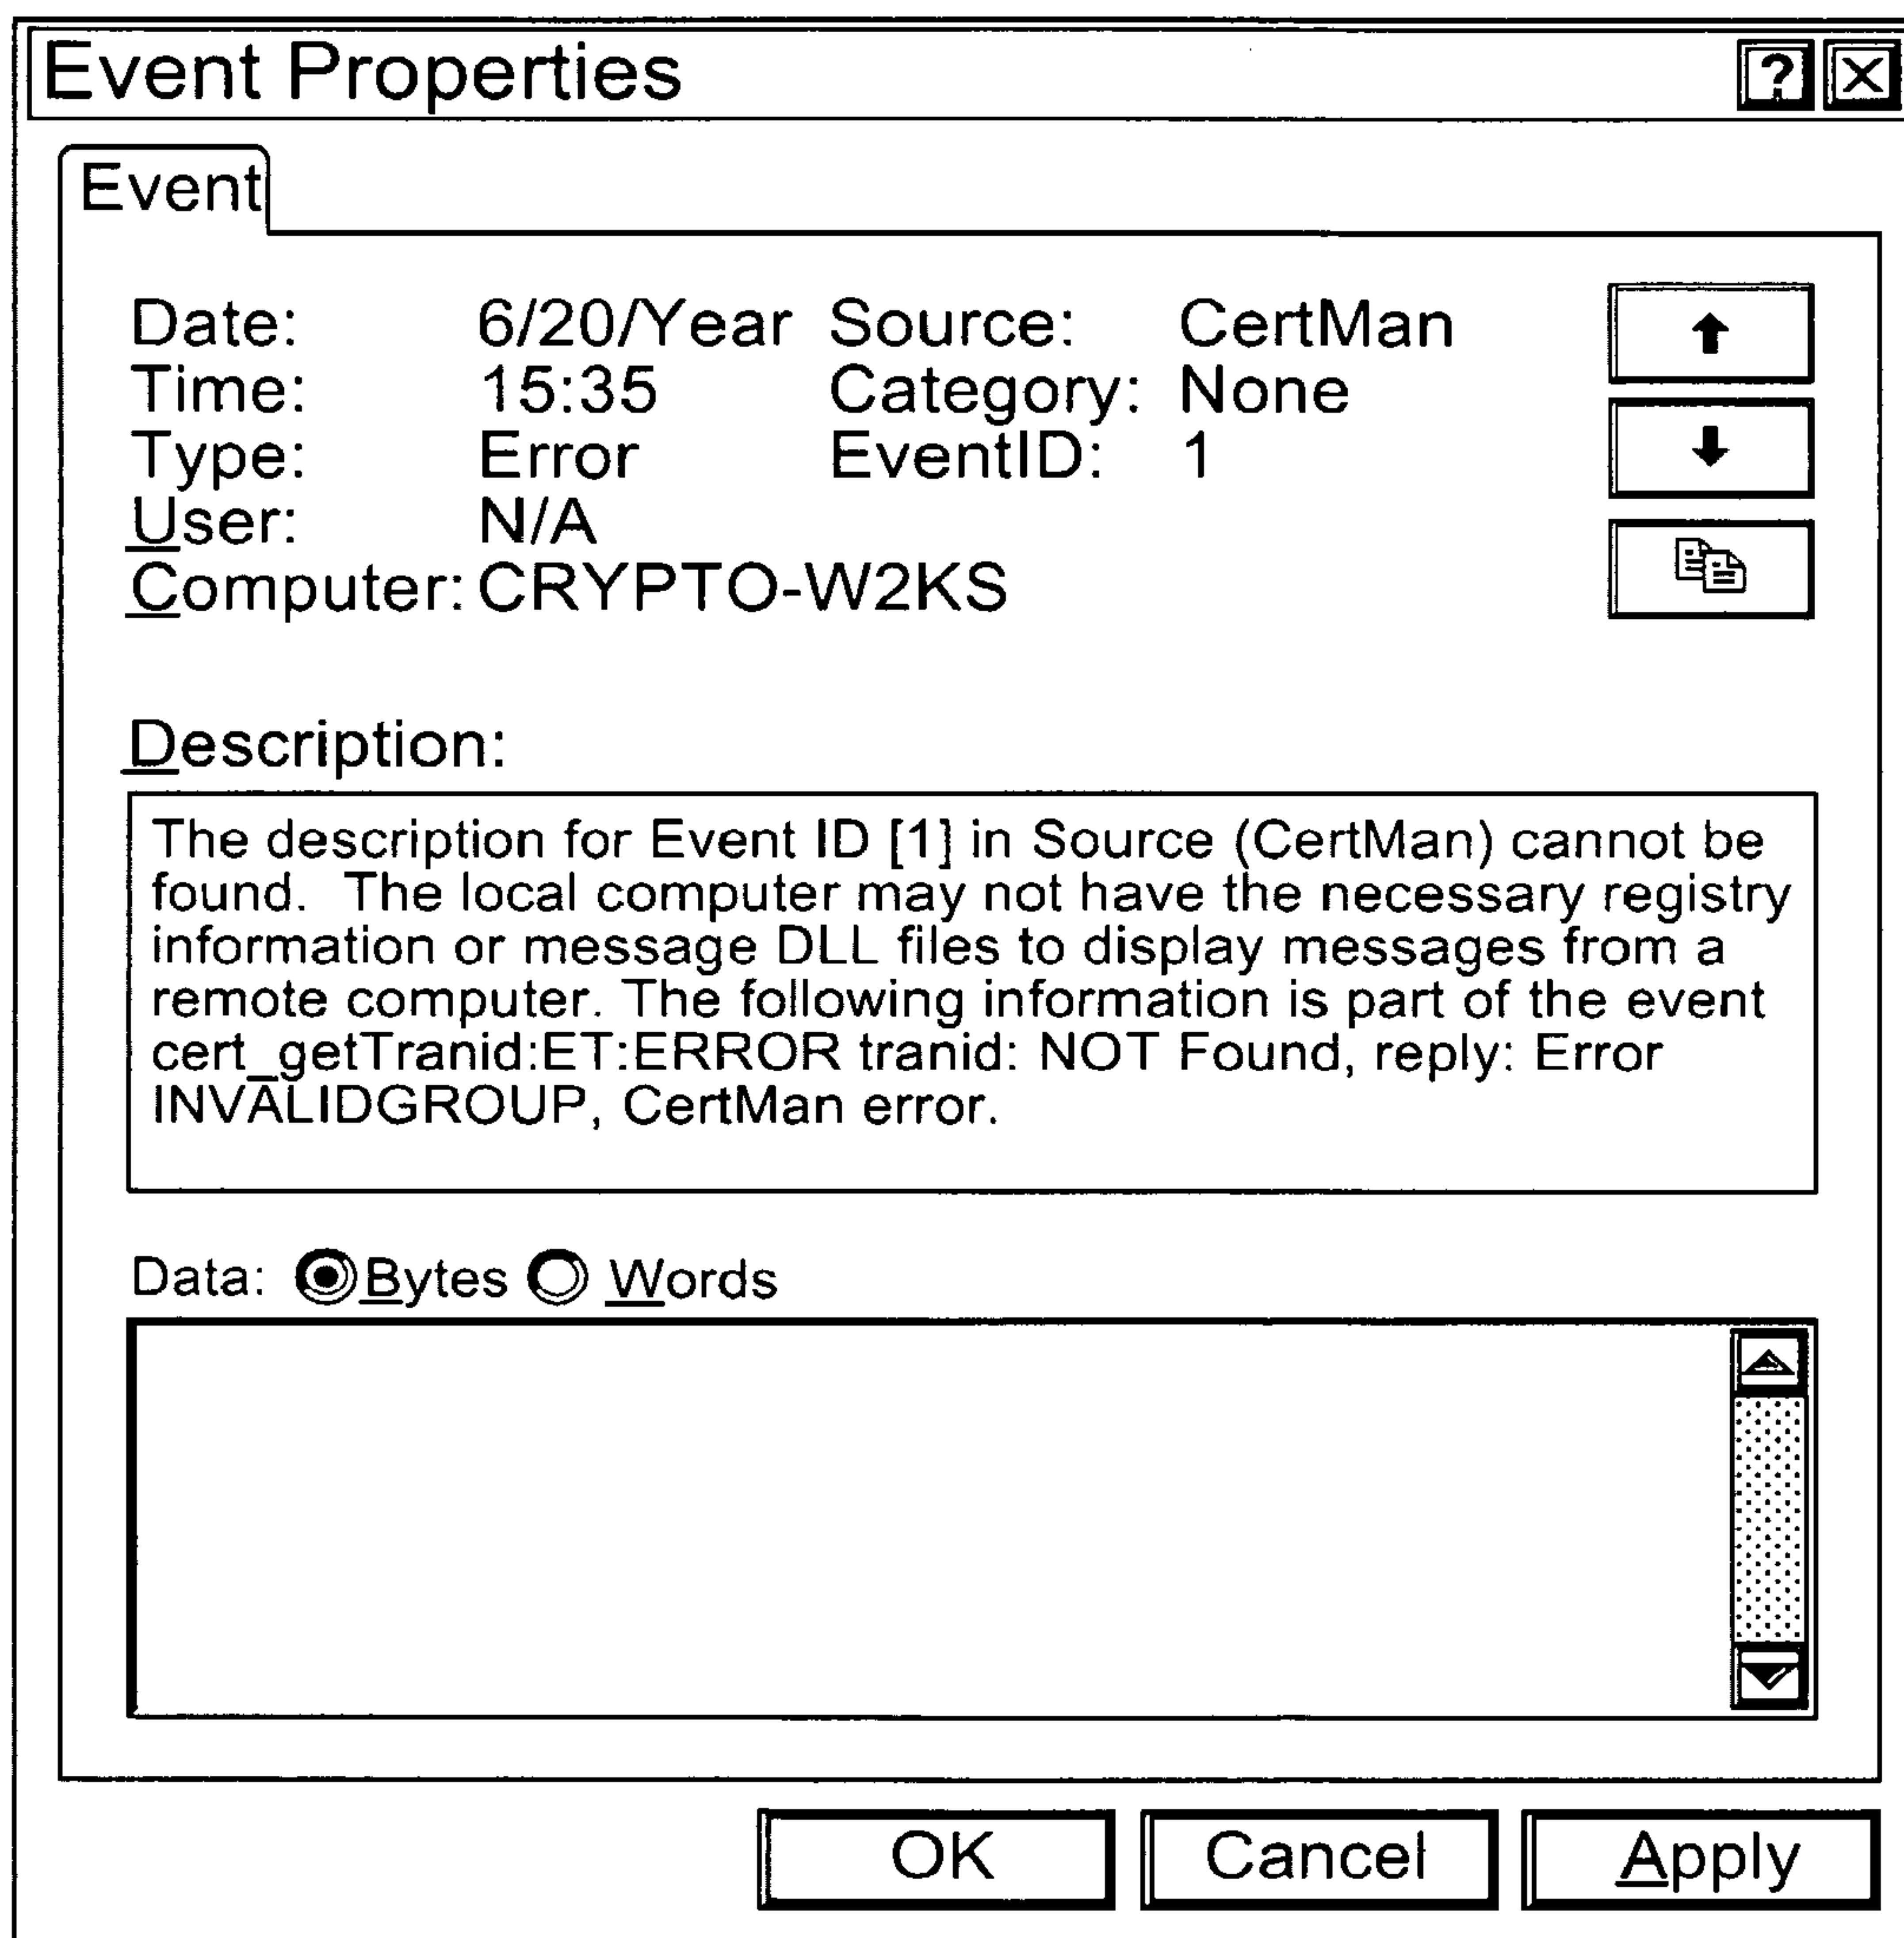 Event Properties ? X
Event
Date: 6/20/Year Source: CertMan
Time: 15:35 Category: None
Type: Error EventID: 1
User: N/A
Computer: CRYPTO-W2KS
Description:
The description for Event ID [1] in Source (CertMan) cannot be
found. The local computer may not have the necessary registry
information or message DLL files to display messages from a
remote computer. The following information is part of the event
cert_getTranid:ET:ERROR tranid: NOT Found, reply: Error
INVALIDGROUP, CertMan error.
Data: Bytes Words
OK Cancel Apply